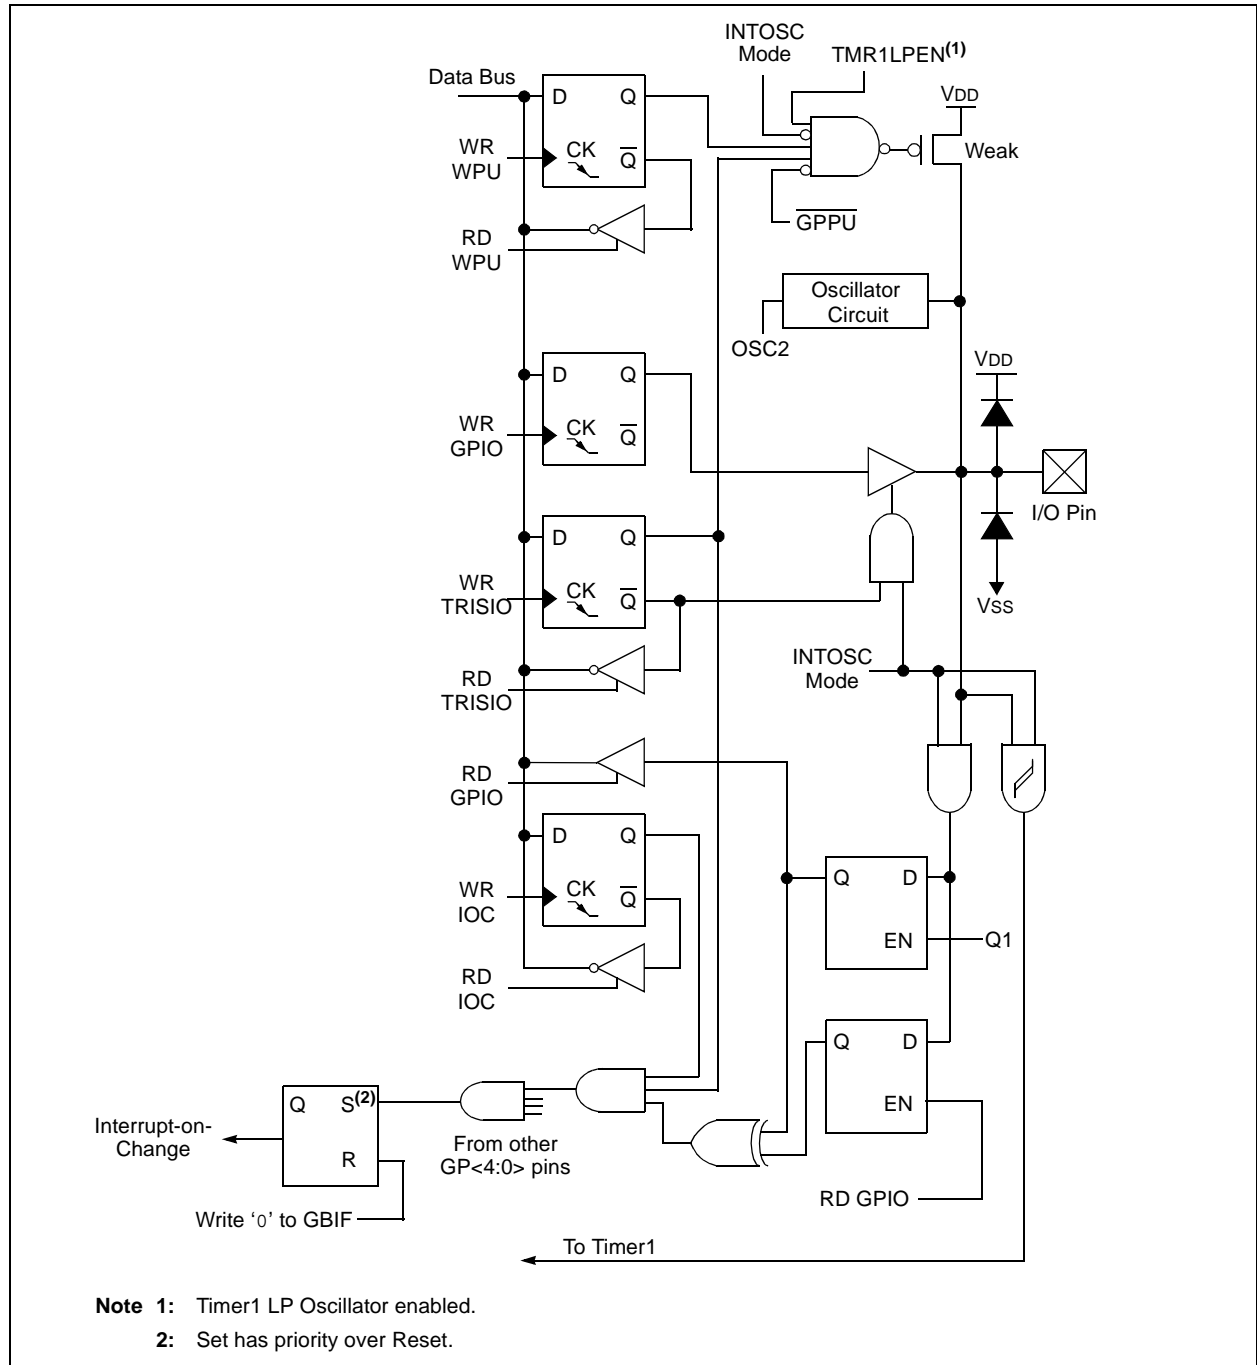 INTOSC
Mode
TMR1LPEN(1)
Data Bus
VDD
D
Q
WR
WPU
CK
Q
Weak
GPPU
RD
WPU
Oscillator
Circuit
OSC2
VDD
D
Q
WR
GPIO
CK
Q
I/O Pin
D
Q
WR
TRISIO
CK
Q
VSS
INTOSC
Mode
RD
TRISIO
RD
GPIO
D
Q
WR
IOC
CK
Q
Q
D
EN
Q1
RD
IOC
Q
D
EN
Q
S(2)
R
Interrupt-on-
Change
From other
GP<4:0> pins
RD GPIO
Write ‘0’ to GBIF
To Timer1
Note 1: Timer1 LP Oscillator enabled.
2: Set has priority over Reset.